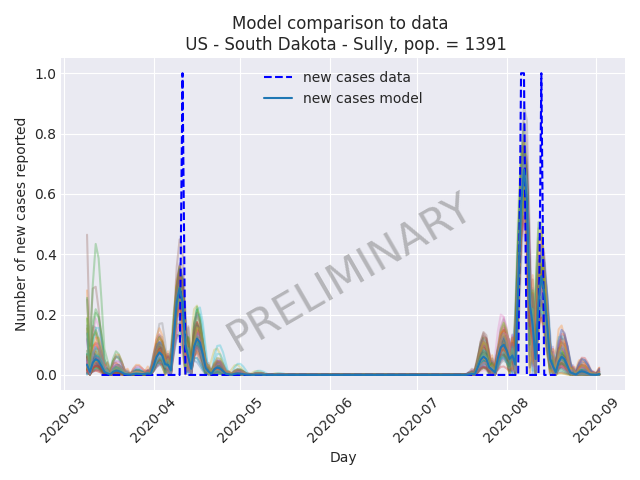 Model comparison to data
US - South Dakota - Sully, pop. = 1391
new cases data
new cases model
PRELIMINARY
Number of new cases reported
1.0
0.8
0.6
0.4
0.2
0.0
2020-03
2020-04
2020-05
2020-06
2020-07
2020-08
2020-09
Day